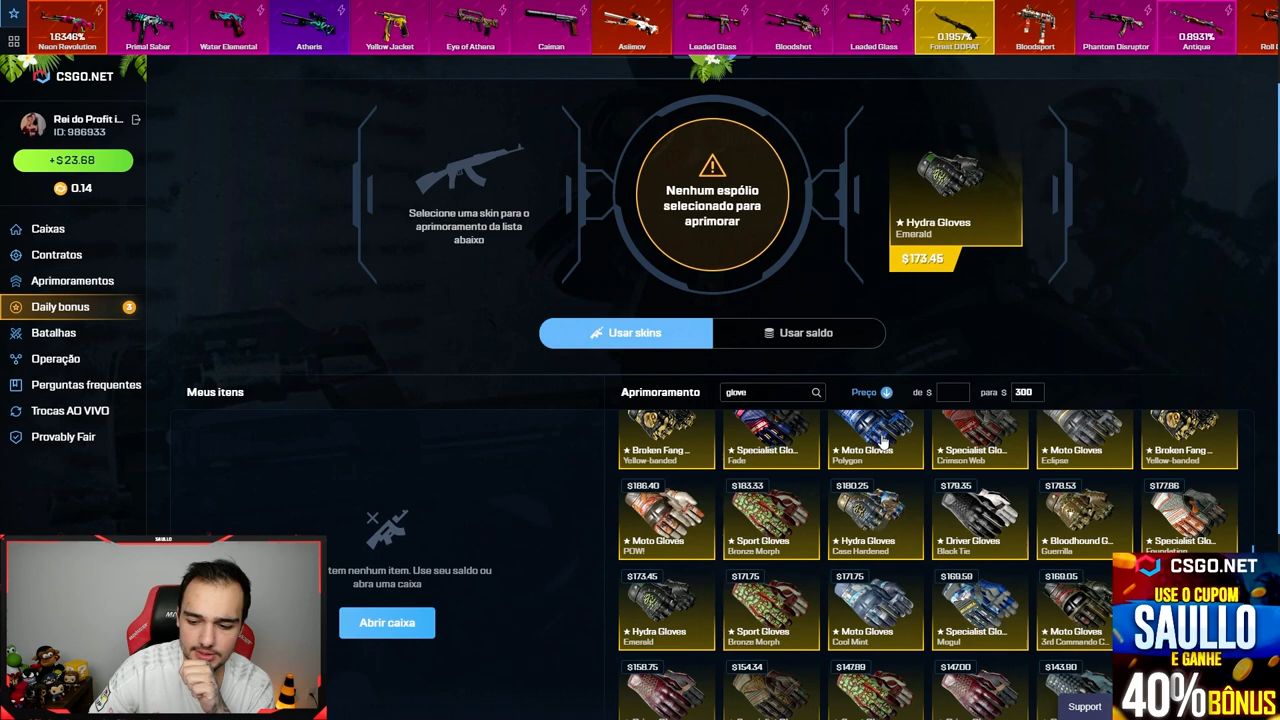 1.6346%
Neon Revolution
Primal Saber
Water Elemental
Atheris
Yellow Jacket
Eye of Athena
Caiman
Asiimov
Leaded Glass
Bloodshot
Leaded Glass
0.1957%
Forest DDPAT
Bloodsport
Phantom Disruptor
0.8931%
Antique
CSGO.NET
Rei do Profit i...
ID: 986933
+$23.68
0.14
Caixas
Contratos
Aprimoramentos
Daily bonus
3
Batalhas
Operação
Perguntas frequentes
Trocas AO VIVO
Provably Fair
Selecione uma skin para o
aprimoramento da lista
abaixo
Nenhum espólio
selecionado para
aprimorar
★ Hydra Gloves
Emerald
$173.45
Usar skins
Usar saldo
Meus itens
Aprimoramento
glove
Preço
de $
para $
300
★ Broken Fang ...
Yellow-banded
★ Specialist Glo...
Fade
★ Moto Gloves
Polygon
★ Specialist Glo...
Crimson Web
★ Moto Gloves
Eclipse
★ Broken Fang ...
Yellow-banded
$186.40
★ Moto Gloves
POW!
$183.33
★ Sport Gloves
Bronze Morph
$180.25
★ Hydra Gloves
Case Hardened
$179.35
★ Driver Gloves
Black Tie
$178.53
★ Bloodhound G...
Guerrilla
$177.86
★ Specialist Glo...
Foundation
$173.45
★ Hydra Gloves
Emerald
$171.75
★ Sport Gloves
Bronze Morph
$171.75
★ Moto Gloves
Cool Mint
$169.59
★ Specialist Glo...
Mogul
$169.05
★ Moto Gloves
3rd Commando C...
$158.75
$154.34
$147.89
$147.00
$143.90
tem nenhum item. Use seu saldo ou
abra uma caixa
Abrir caixa
SAULLO
CSGO.NET
USE O CUPOM
SAULLO
E GANHE
40% BÔNUS
Support